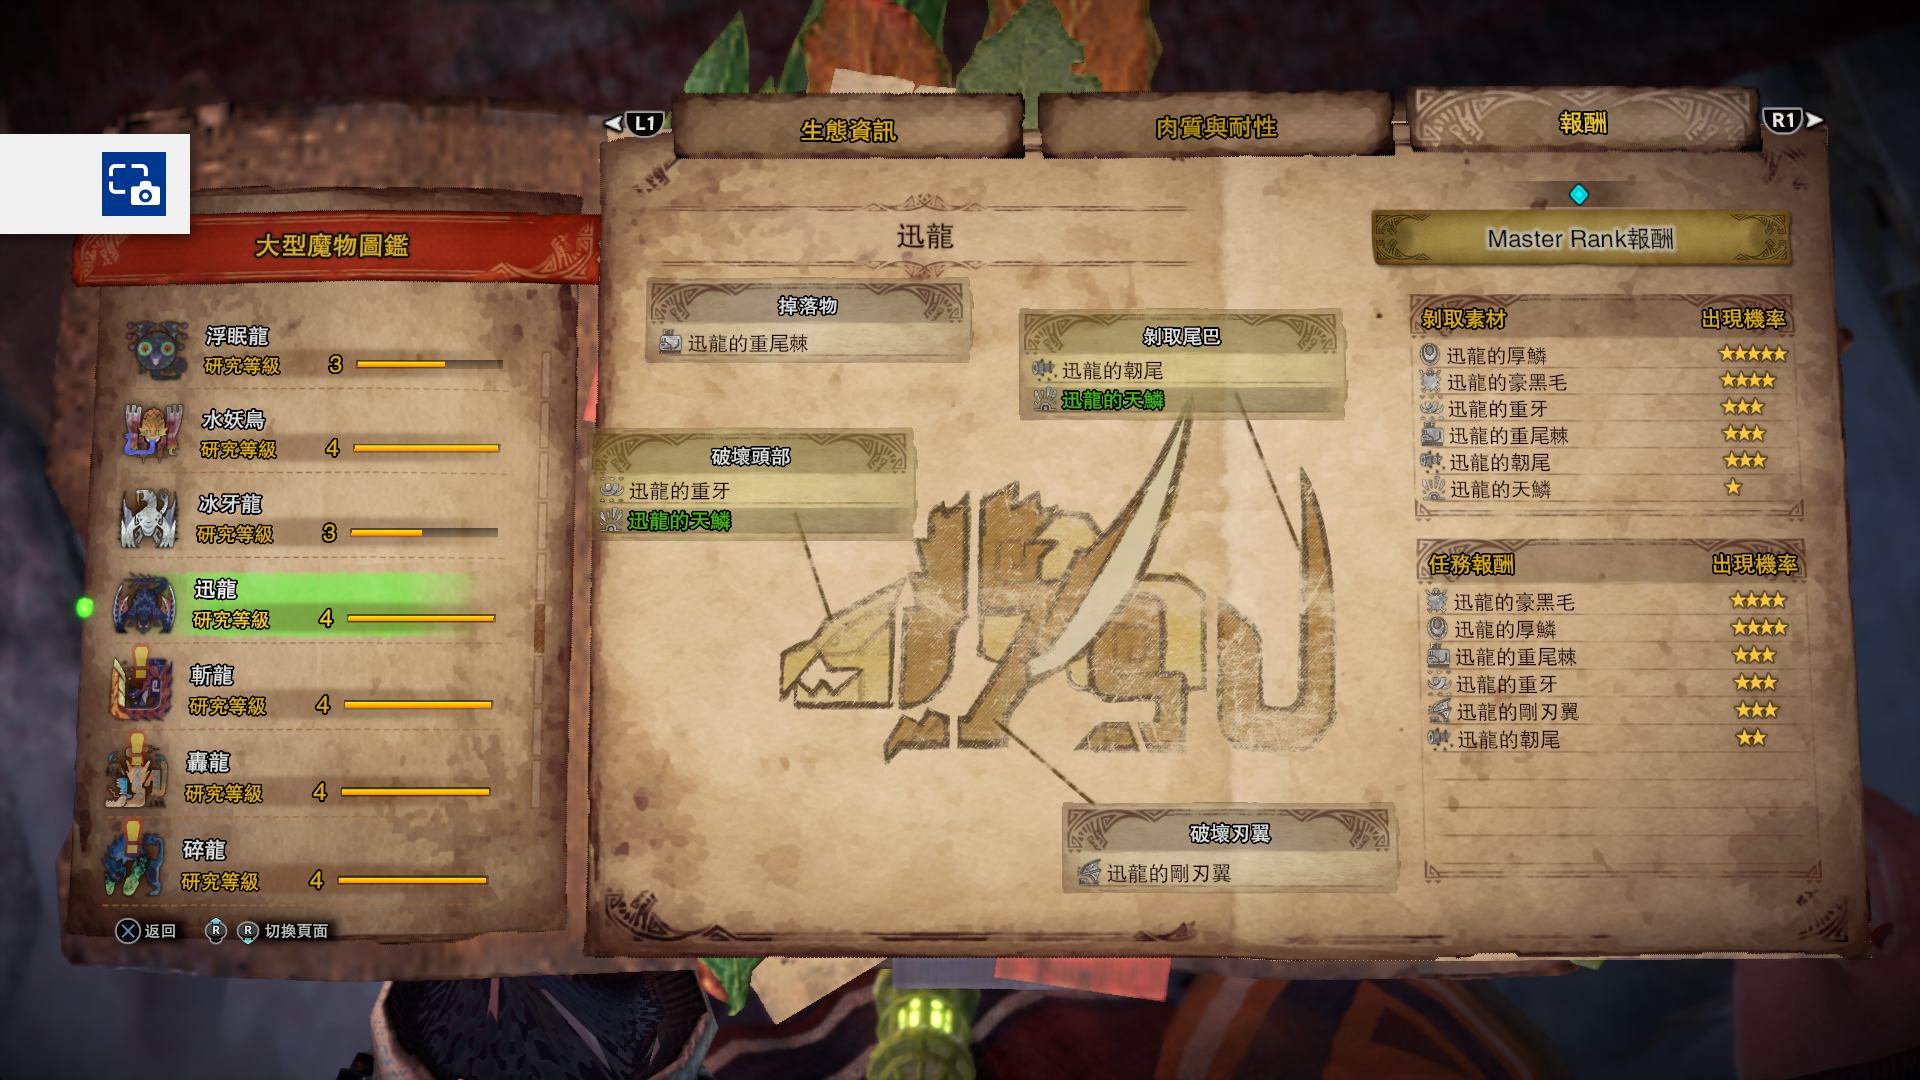 L1
生態資訊
肉質與耐性
報酬
R1
大型魔物圖鑑
浮眠龍
研究等級 3
水妖鳥
研究等級 4
冰牙龍
研究等級 3
迅龍
研究等級 4
斬龍
研究等級 4
轟龍
研究等級 4
碎龍
研究等級 4
返回
R R 切換頁面
迅龍
掉落物
迅龍的重尾棘
剝取尾巴
迅龍的韌尾
迅龍的天鱗
破壞頭部
迅龍的重牙
迅龍的天鱗
破壞刃翼
迅龍的剛刃翼
Master Rank報酬
剝取素材 出現機率
迅龍的厚鱗 ★★★★★
迅龍的豪黑毛 ★★★★
迅龍的重牙 ★★★
迅龍的重尾棘 ★★★
迅龍的韌尾 ★★★
迅龍的天鱗 ★
任務報酬 出現機率
迅龍的豪黑毛 ★★★★
迅龍的厚鱗 ★★★★
迅龍的重尾棘 ★★★
迅龍的重牙 ★★★
迅龍的剛刃翼 ★★★
迅龍的韌尾 ★★